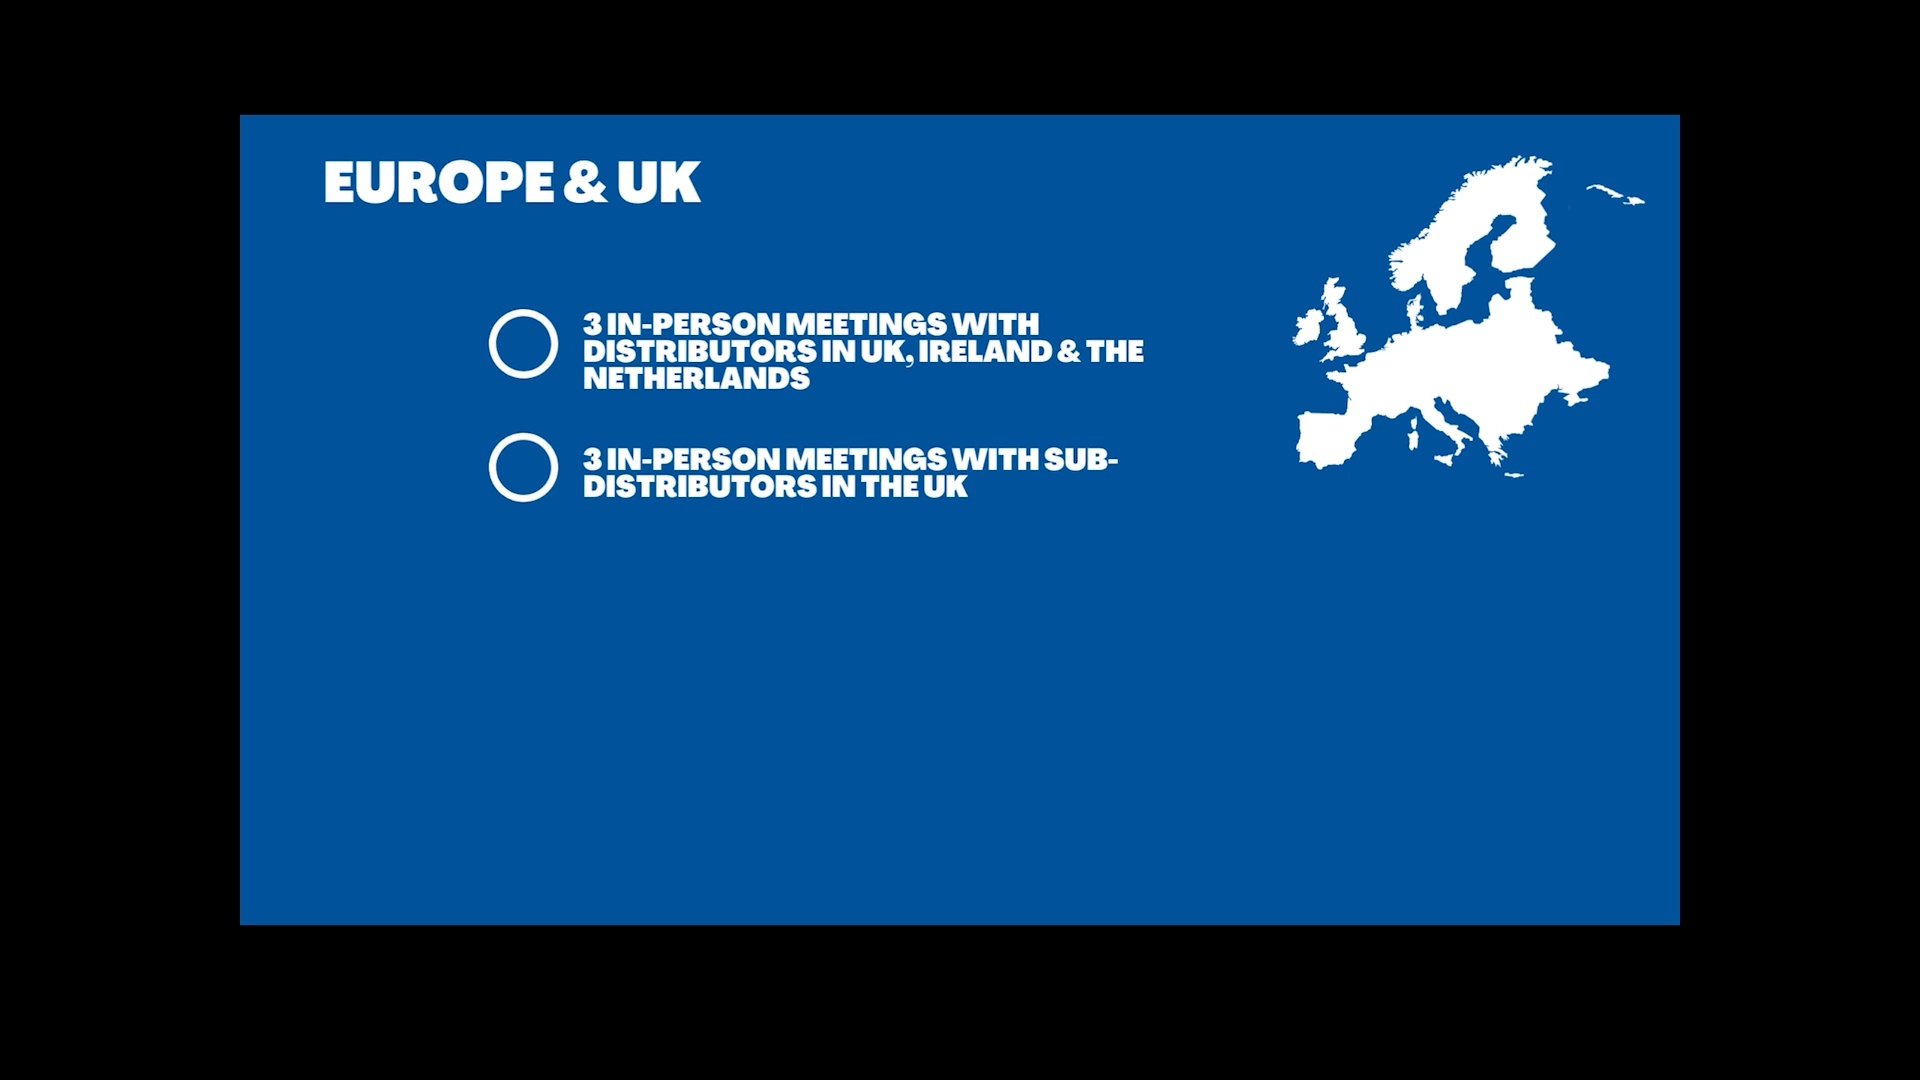 EUROPE & UK
3 IN-PERSON MEETINGS WITH
DISTRIBUTORS IN UK, IRELAND & THE
NETHERLANDS
3 IN-PERSON MEETINGS WITH SUB-
DISTRIBUTORS IN THE UK